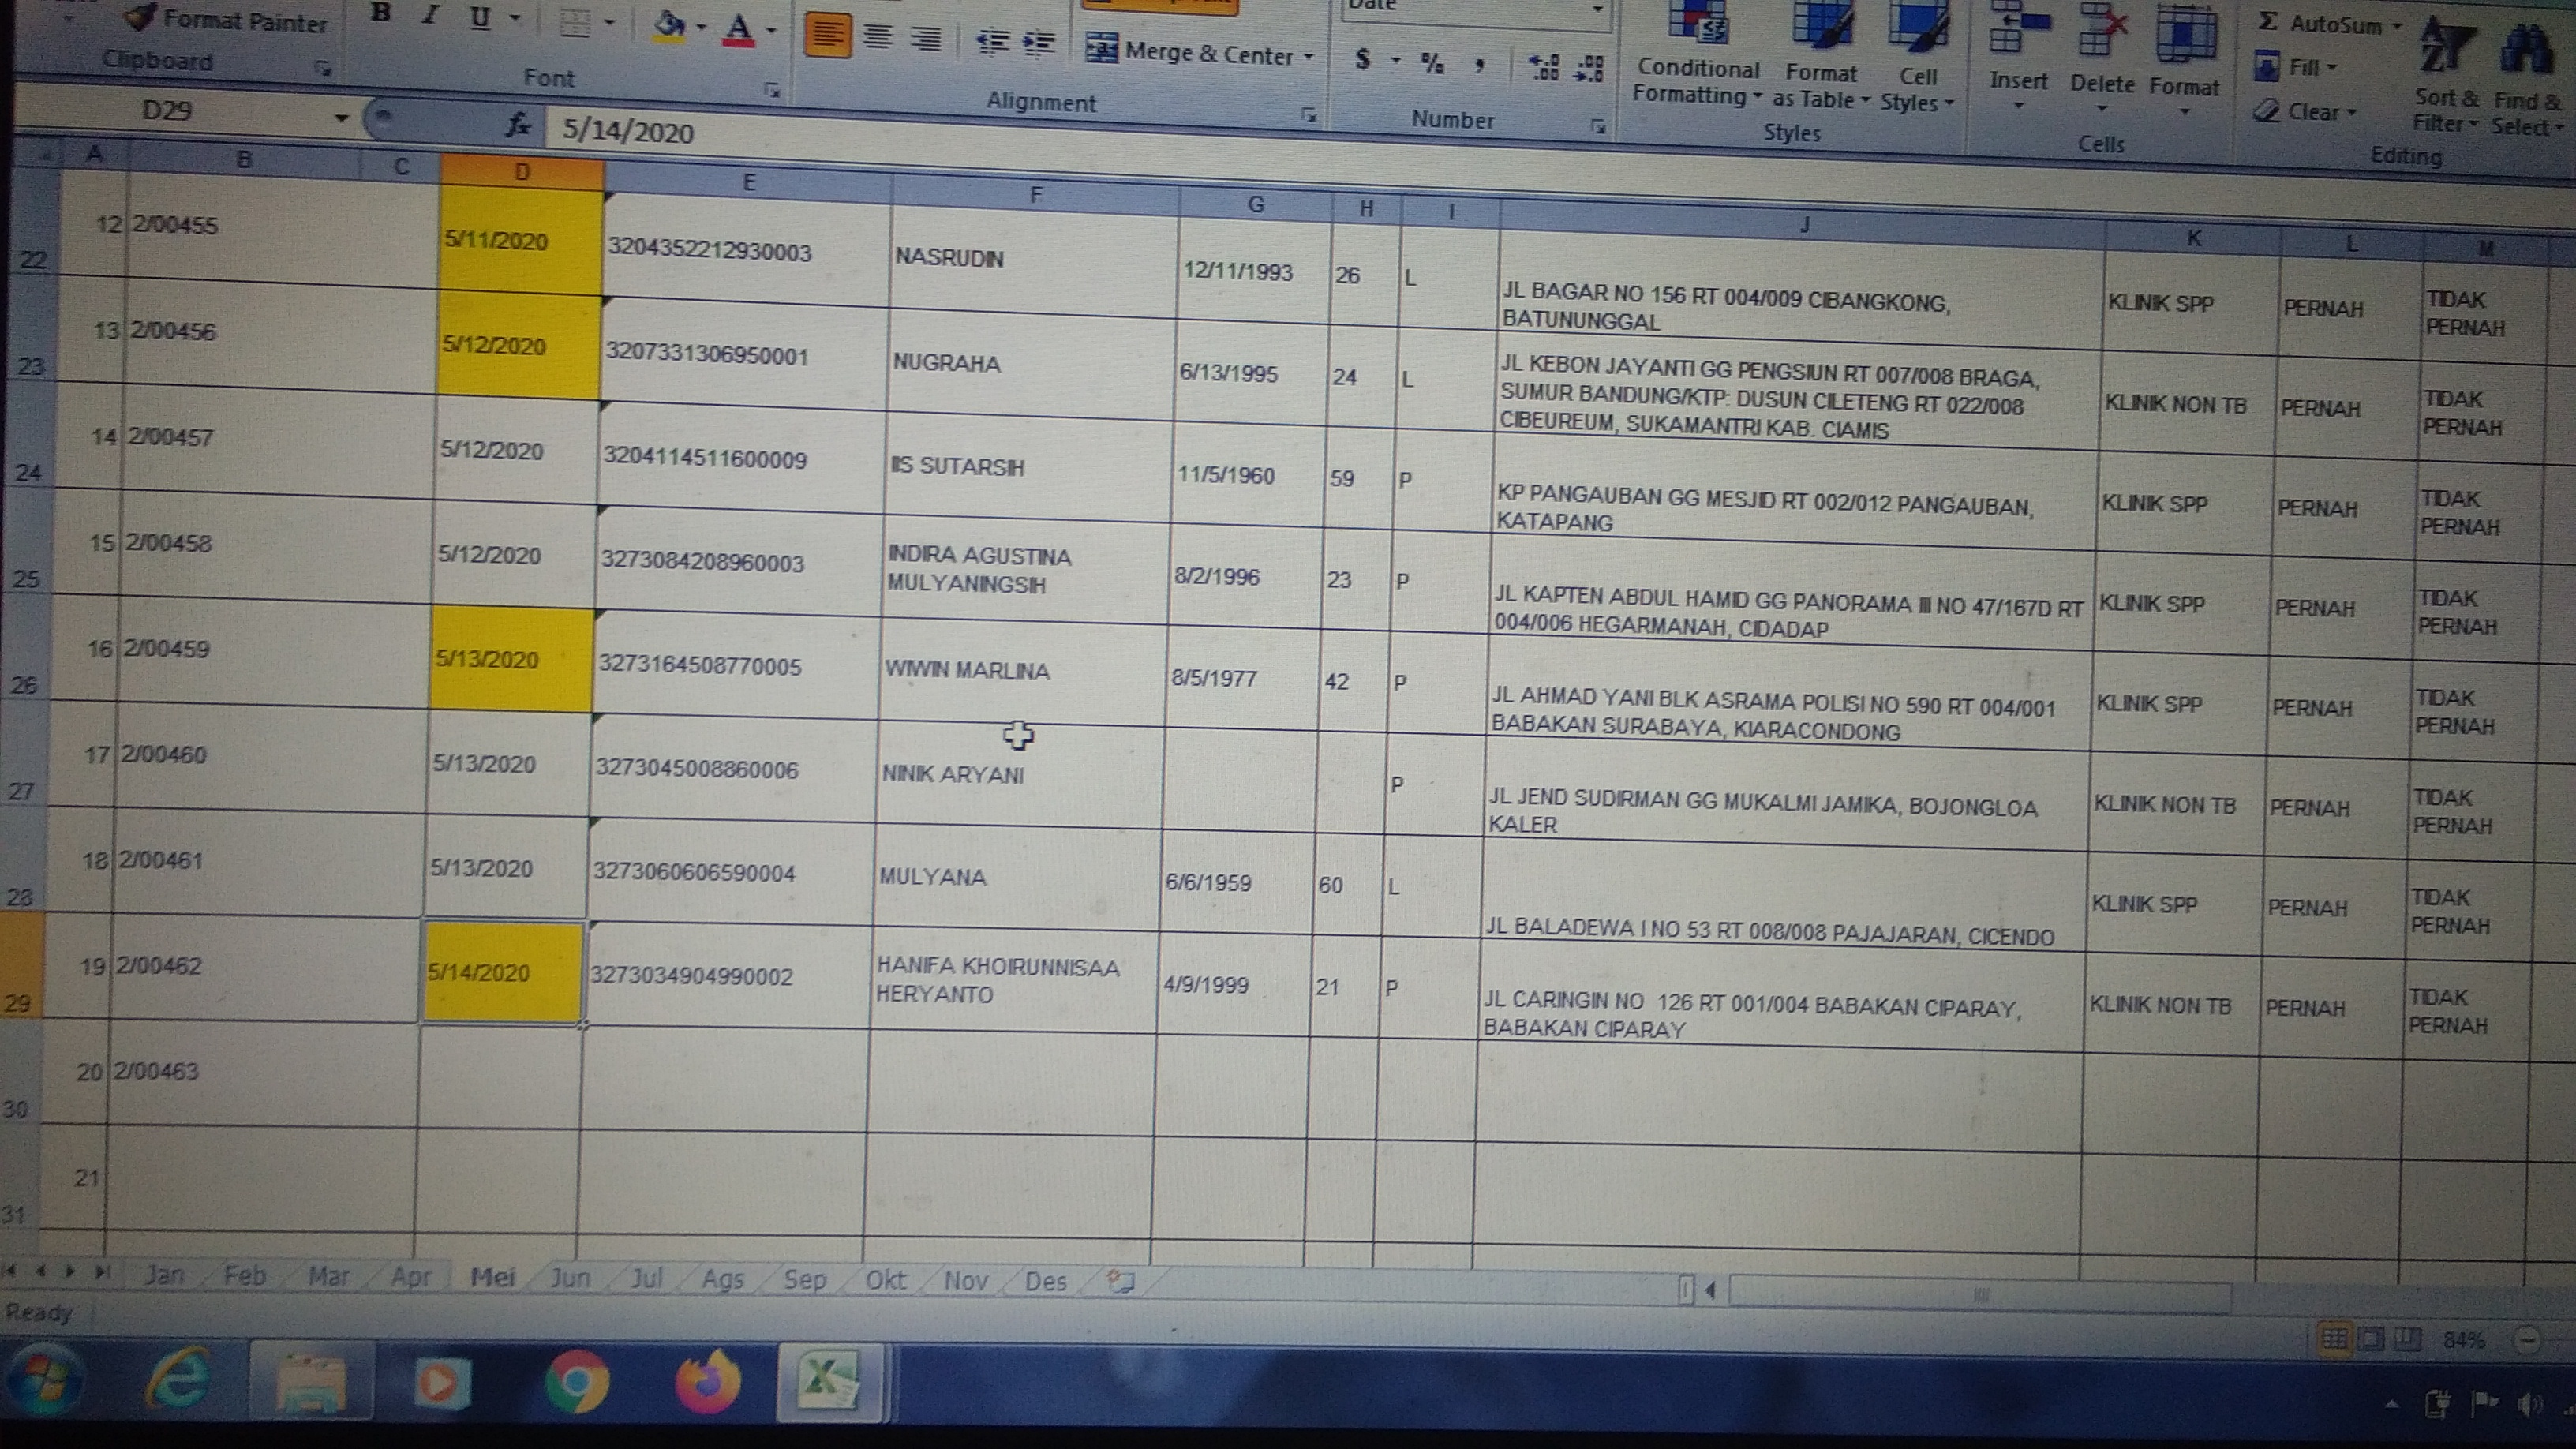 Format Painter
Clipboard
B I U
A
Font
Merge & Center
Alignment
Date
$ % ,
Number
Conditional Formatting
Format as Table
Cell Styles
Styles
Insert Delete Format
Cells
Σ AutoSum
Fill
Clear
Sort & Filter
Find & Select
Editing
D29 fx 5/14/2020
A B C D E F G H I J K L M
22 12 2/00455 5/11/2020 3204352212930003 NASRUDIN 12/11/1993 26 L JL BAGAR NO 156 RT 004/009 CIBANGKONG, BATUNUNGGAL KLINIK SPP PERNAH TIDAK PERNAH
23 13 2/00456 5/12/2020 3207331306950001 NUGRAHA 6/13/1995 24 L JL KEBON JAYANTI GG PENGSIUN RT 007/008 BRAGA, SUMUR BANDUNG/KTP: DUSUN CILETENG RT 022/008 CIBEUREUM, SUKAMANTRI KAB. CIAMIS KLINIK NON TB PERNAH TIDAK PERNAH
24 14 2/00457 5/12/2020 3204114511600009 IIS SUTARSIH 11/5/1960 59 P KP PANGAUBAN GG MESJID RT 002/012 PANGAUBAN, KATAPANG KLINIK SPP PERNAH TIDAK PERNAH
25 15 2/00458 5/12/2020 3273084208960003 INDIRA AGUSTINA MULYANINGSIH 8/2/1996 23 P JL KAPTEN ABDUL HAMID GG PANORAMA III NO 47/167D RT 004/006 HEGARMANAH, CIDADAP KLINIK SPP PERNAH TIDAK PERNAH
26 16 2/00459 5/13/2020 3273164508770005 WIWIN MARLINA 8/5/1977 42 P JL AHMAD YANI BLK ASRAMA POLISI NO 590 RT 004/001 BABAKAN SURABAYA, KIARACONDONG KLINIK SPP PERNAH TIDAK PERNAH
27 17 2/00460 5/13/2020 3273045008860006 NINIK ARYANI P JL JEND SUDIRMAN GG MUKALMI JAMIKA, BOJONGLOA KALER KLINIK NON TB PERNAH TIDAK PERNAH
28 18 2/00461 5/13/2020 3273060606590004 MULYANA 6/6/1959 60 L JL BALADEWA I NO 53 RT 008/008 PAJAJARAN, CICENDO KLINIK SPP PERNAH TIDAK PERNAH
29 19 2/00462 5/14/2020 3273034904990002 HANIFA KHOIRUNNISAA HERYANTO 4/9/1999 21 P JL CARINGIN NO  126 RT 001/004 BABAKAN CIPARAY, BABAKAN CIPARAY KLINIK NON TB PERNAH TIDAK PERNAH
30 20 2/00463
31 21
Jan Feb Mar Apr Mei Jun Jul Ags Sep Okt Nov Des
Ready
84%